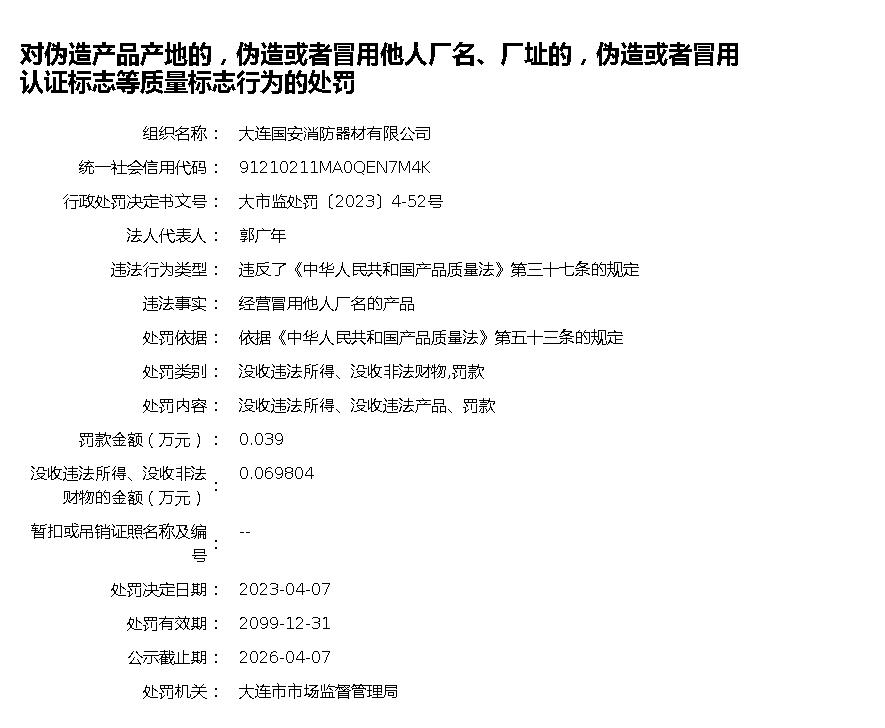 对伪造产品产地的，伪造或者冒用他人厂名、厂址的，伪造或者冒用
认证标志等质量标志行为的处罚
组织名称： 大连国安消防器材有限公司
统一社会信用代码： 91210211MA0QEN7M4K
行政处罚决定书文号： 大市监处罚〔2023〕4-52号
法人代表人： 郭广年
违法行为类型： 违反了《中华人民共和国产品质量法》第三十七条的规定
违法事实： 经营冒用他人厂名的产品
处罚依据： 依据《中华人民共和国产品质量法》第五十三条的规定
处罚类别： 没收违法所得、没收非法财物,罚款
处罚内容： 没收违法所得、没收违法产品、罚款
罚款金额（万元）： 0.039
没收违法所得、没收非法
财物的金额（万元）： 0.069804
暂扣或吊销证照名称及编
号： --
处罚决定日期： 2023-04-07
处罚有效期： 2099-12-31
公示截止期： 2026-04-07
处罚机关： 大连市市场监督管理局